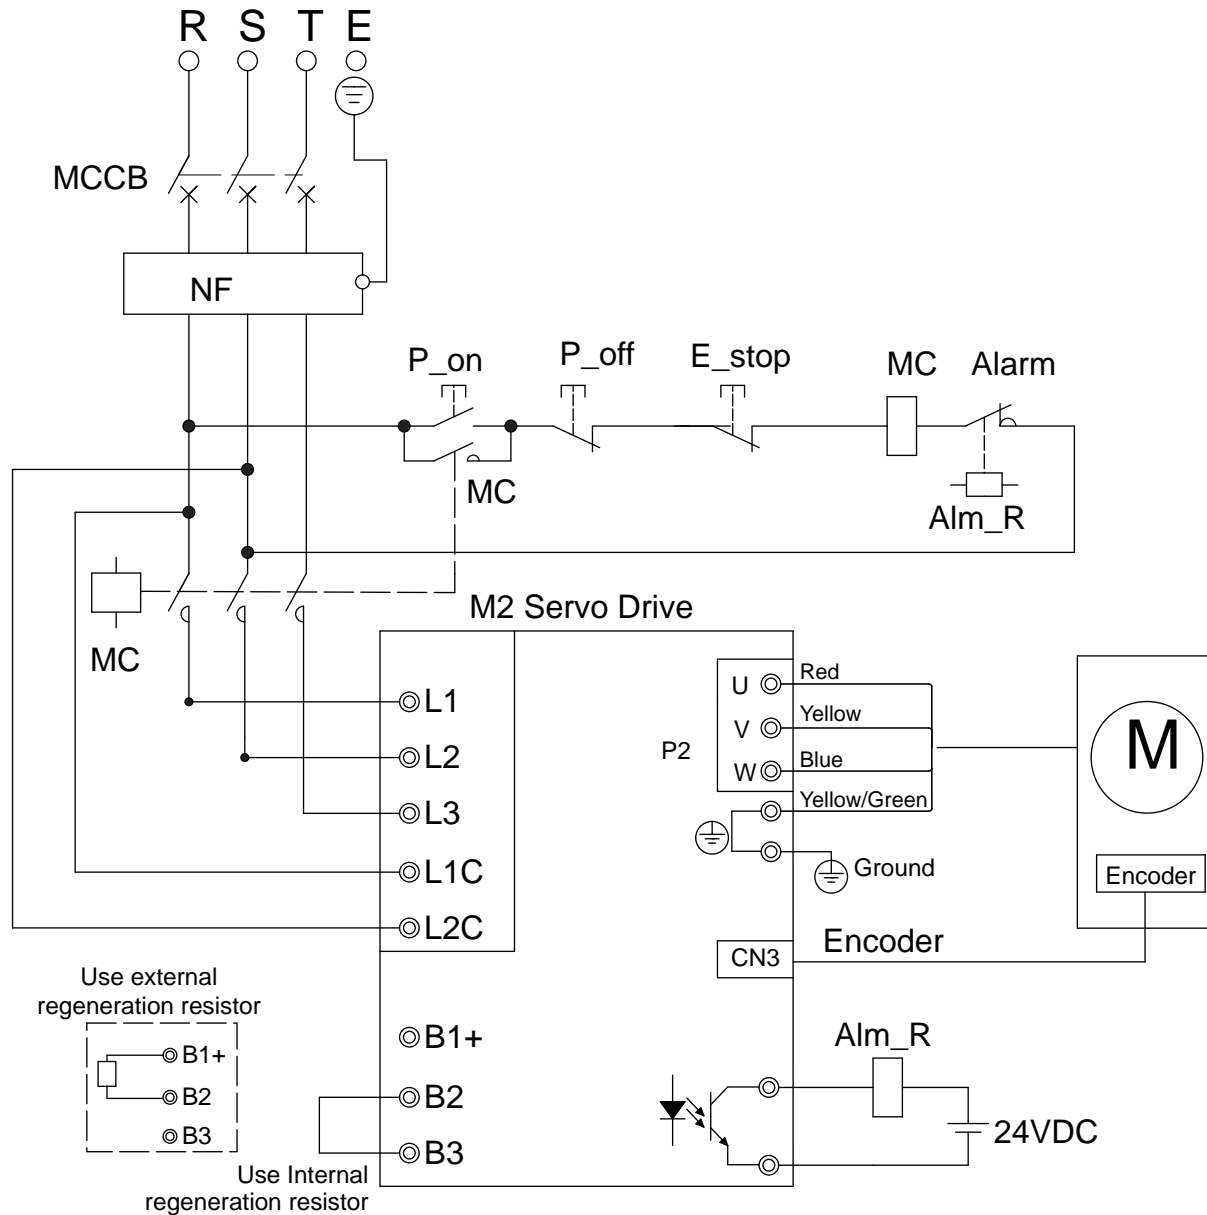 R S T E
MCCB
NF
P_on
P_off
E_stop
MC
Alarm
MC
Alm_R
MC
M2 Servo Drive
L1
L2
L3
L1C
L2C
P2
U
V
W
Red
Yellow
Blue
Yellow/Green
Ground
M
Encoder
CN3
Encoder
Use external
regeneration resistor
B1+
B2
B3
B1+
B2
B3
Use Internal
regeneration resistor
Alm_R
24VDC